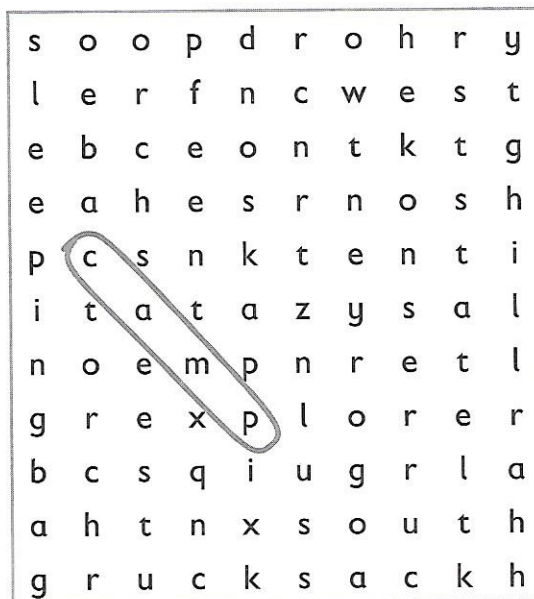 s o o p d r o h r y
l e r f n c w e s t
e b c e o n t k t g
e a h e s r n o s h
p c s n k t e n t i
i t a t a z y s a l
n o e m p n r e t l
g r e x p l o r e r
b c s q i u g r l a
a h t n x s o u t h
g r u c k s a c k h